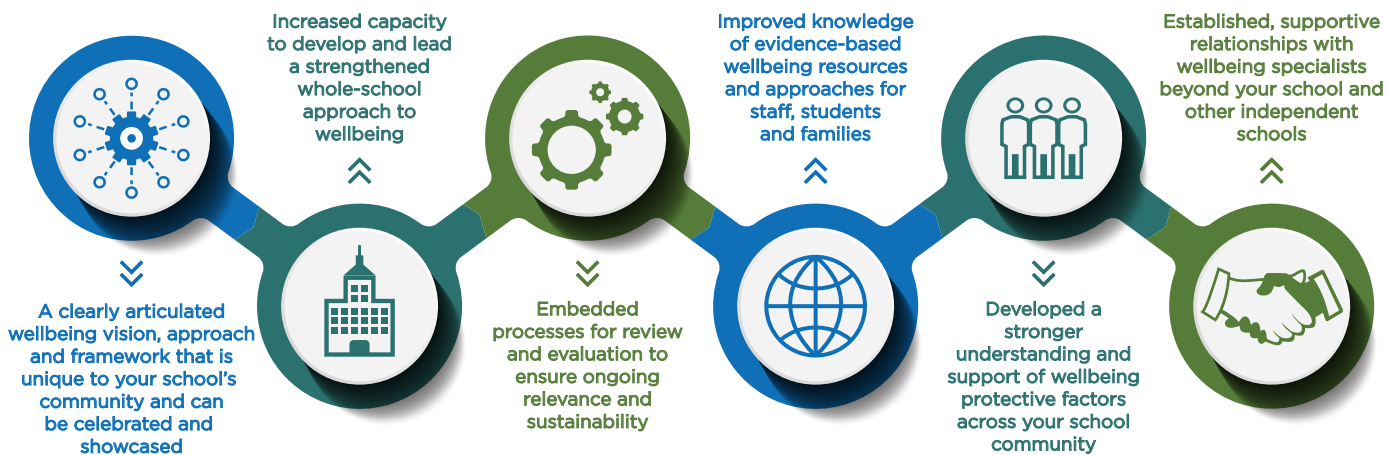 A clearly articulated
wellbeing vision, approach
and framework that is
unique to your school's
community and can
be celebrated and
showcased
Increased capacity
to develop and lead
a strengthened
whole-school
approach to
wellbeing
Embedded
processes for review
and evaluation to
ensure ongoing
relevance and
sustainability
Improved knowledge
of evidence-based
wellbeing resources
and approaches for
staff, students
and families
Developed a
stronger
understanding and
support of wellbeing
protective factors
across your school
community
Established, supportive
relationships with
wellbeing specialists
beyond your school and
other independent
schools